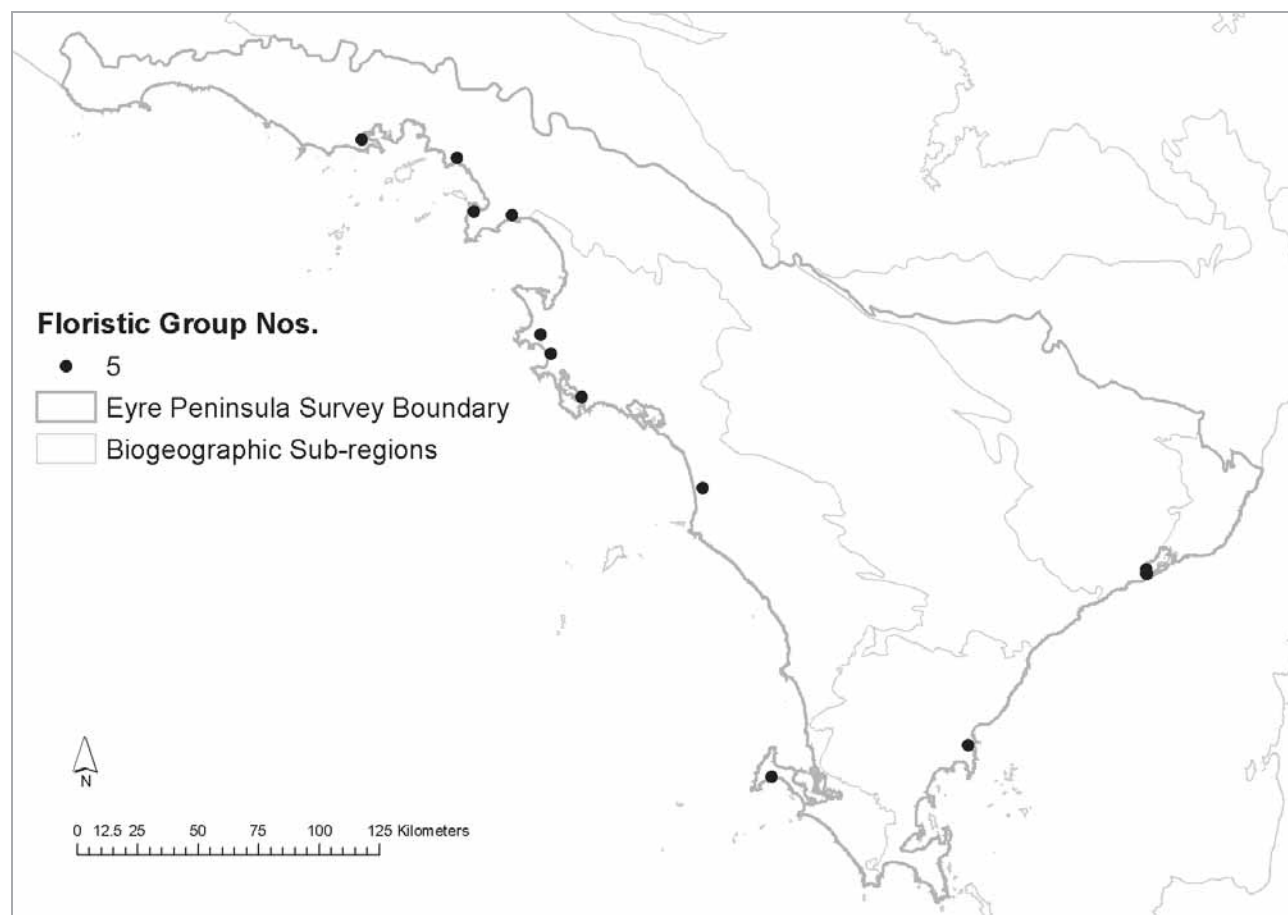 Floristic Group Nos.
5
Eyre Peninsula Survey Boundary
Biogeographic Sub-regions
N
0 12.5 25 50 75 100 125 Kilometers